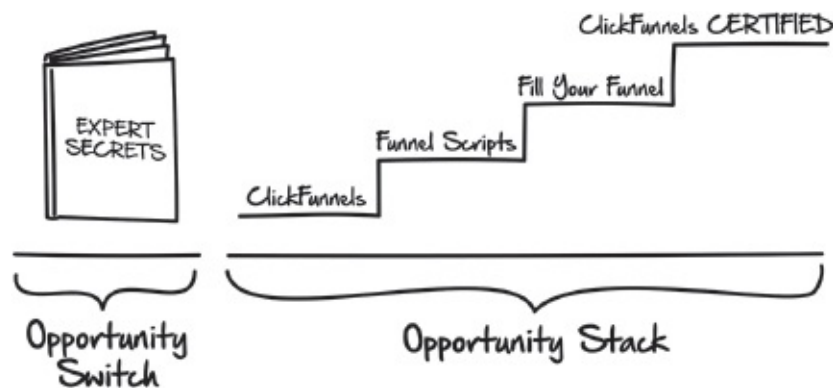 ClickFunnels CERTIFIED
Fill Your Funnel
EXPERT
SECRETS
Funnel Scripts
ClickFunnels
Opportunity
Switch
Opportunity Stack